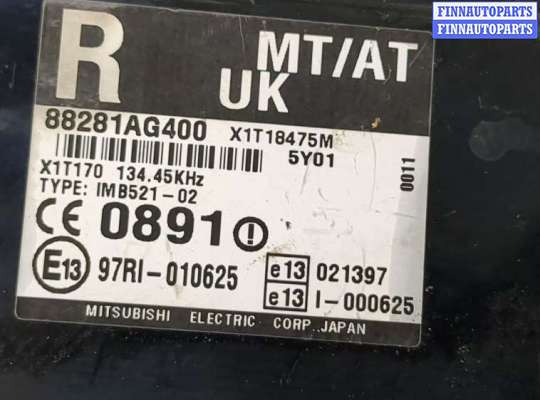 FINNAUTOPARTS
FINNAUTOPARTS
R MT/AT
UK
88281AG400 X1T18475M
5Y01
0011
X1T170 134.45KHz
TYPE: IMB521-02
CE 0891
E13 97RI-010625
e13 021397
e13 I-000625
MITSUBISHI ELECTRIC CORP. JAPAN